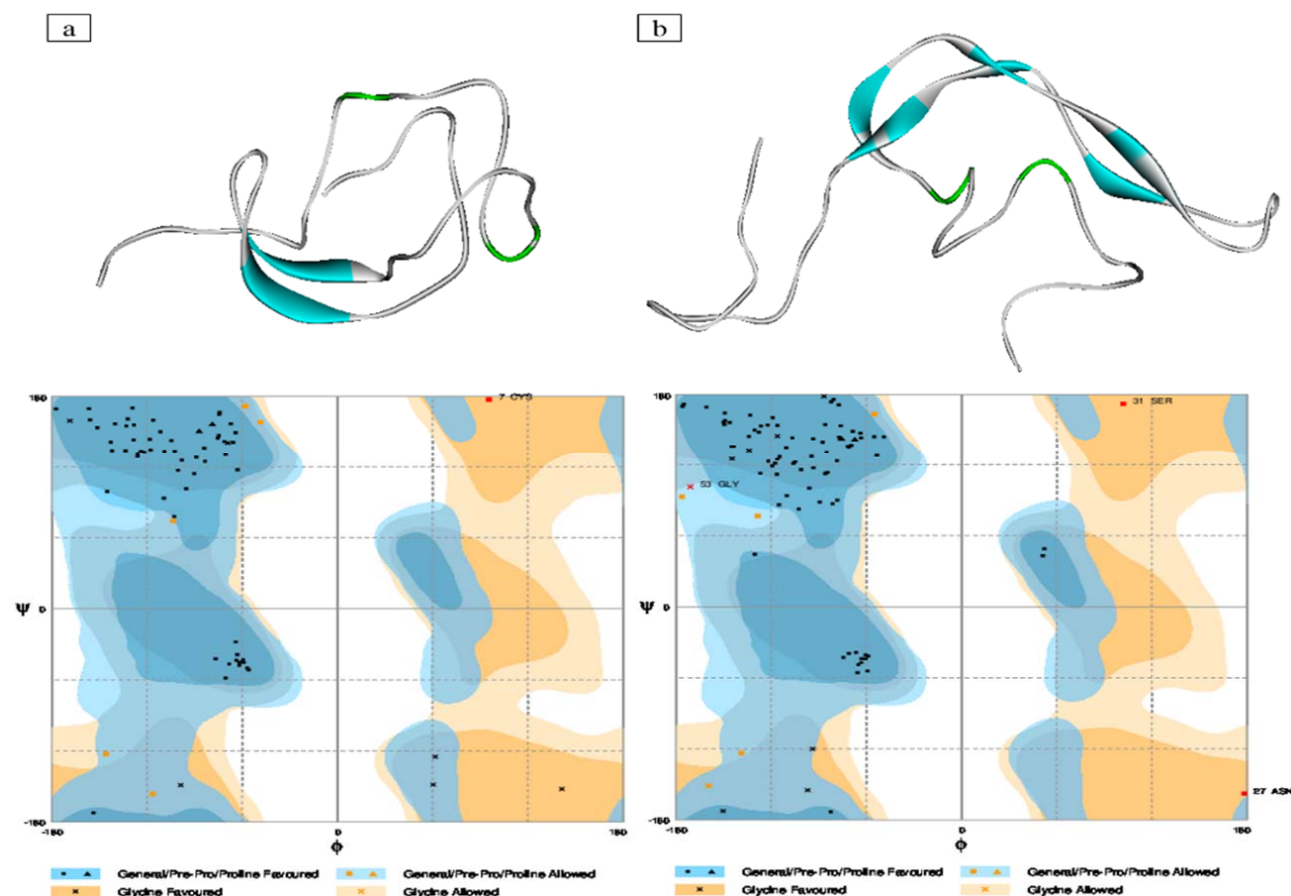 a
b
180
7 CYS
Ψ 0
-180
0
180
Φ
General/Pre-Pro/Proline Favoured
General/Pre-Pro/Proline Allowed
Glycine Favoured
Glycine Allowed
180
31 SER
53 GLY
Ψ 0
27 ASN
-180
0
180
Φ
General/Pre-Pro/Proline Favoured
General/Pre-Pro/Proline Allowed
Glycine Favoured
Glycine Allowed